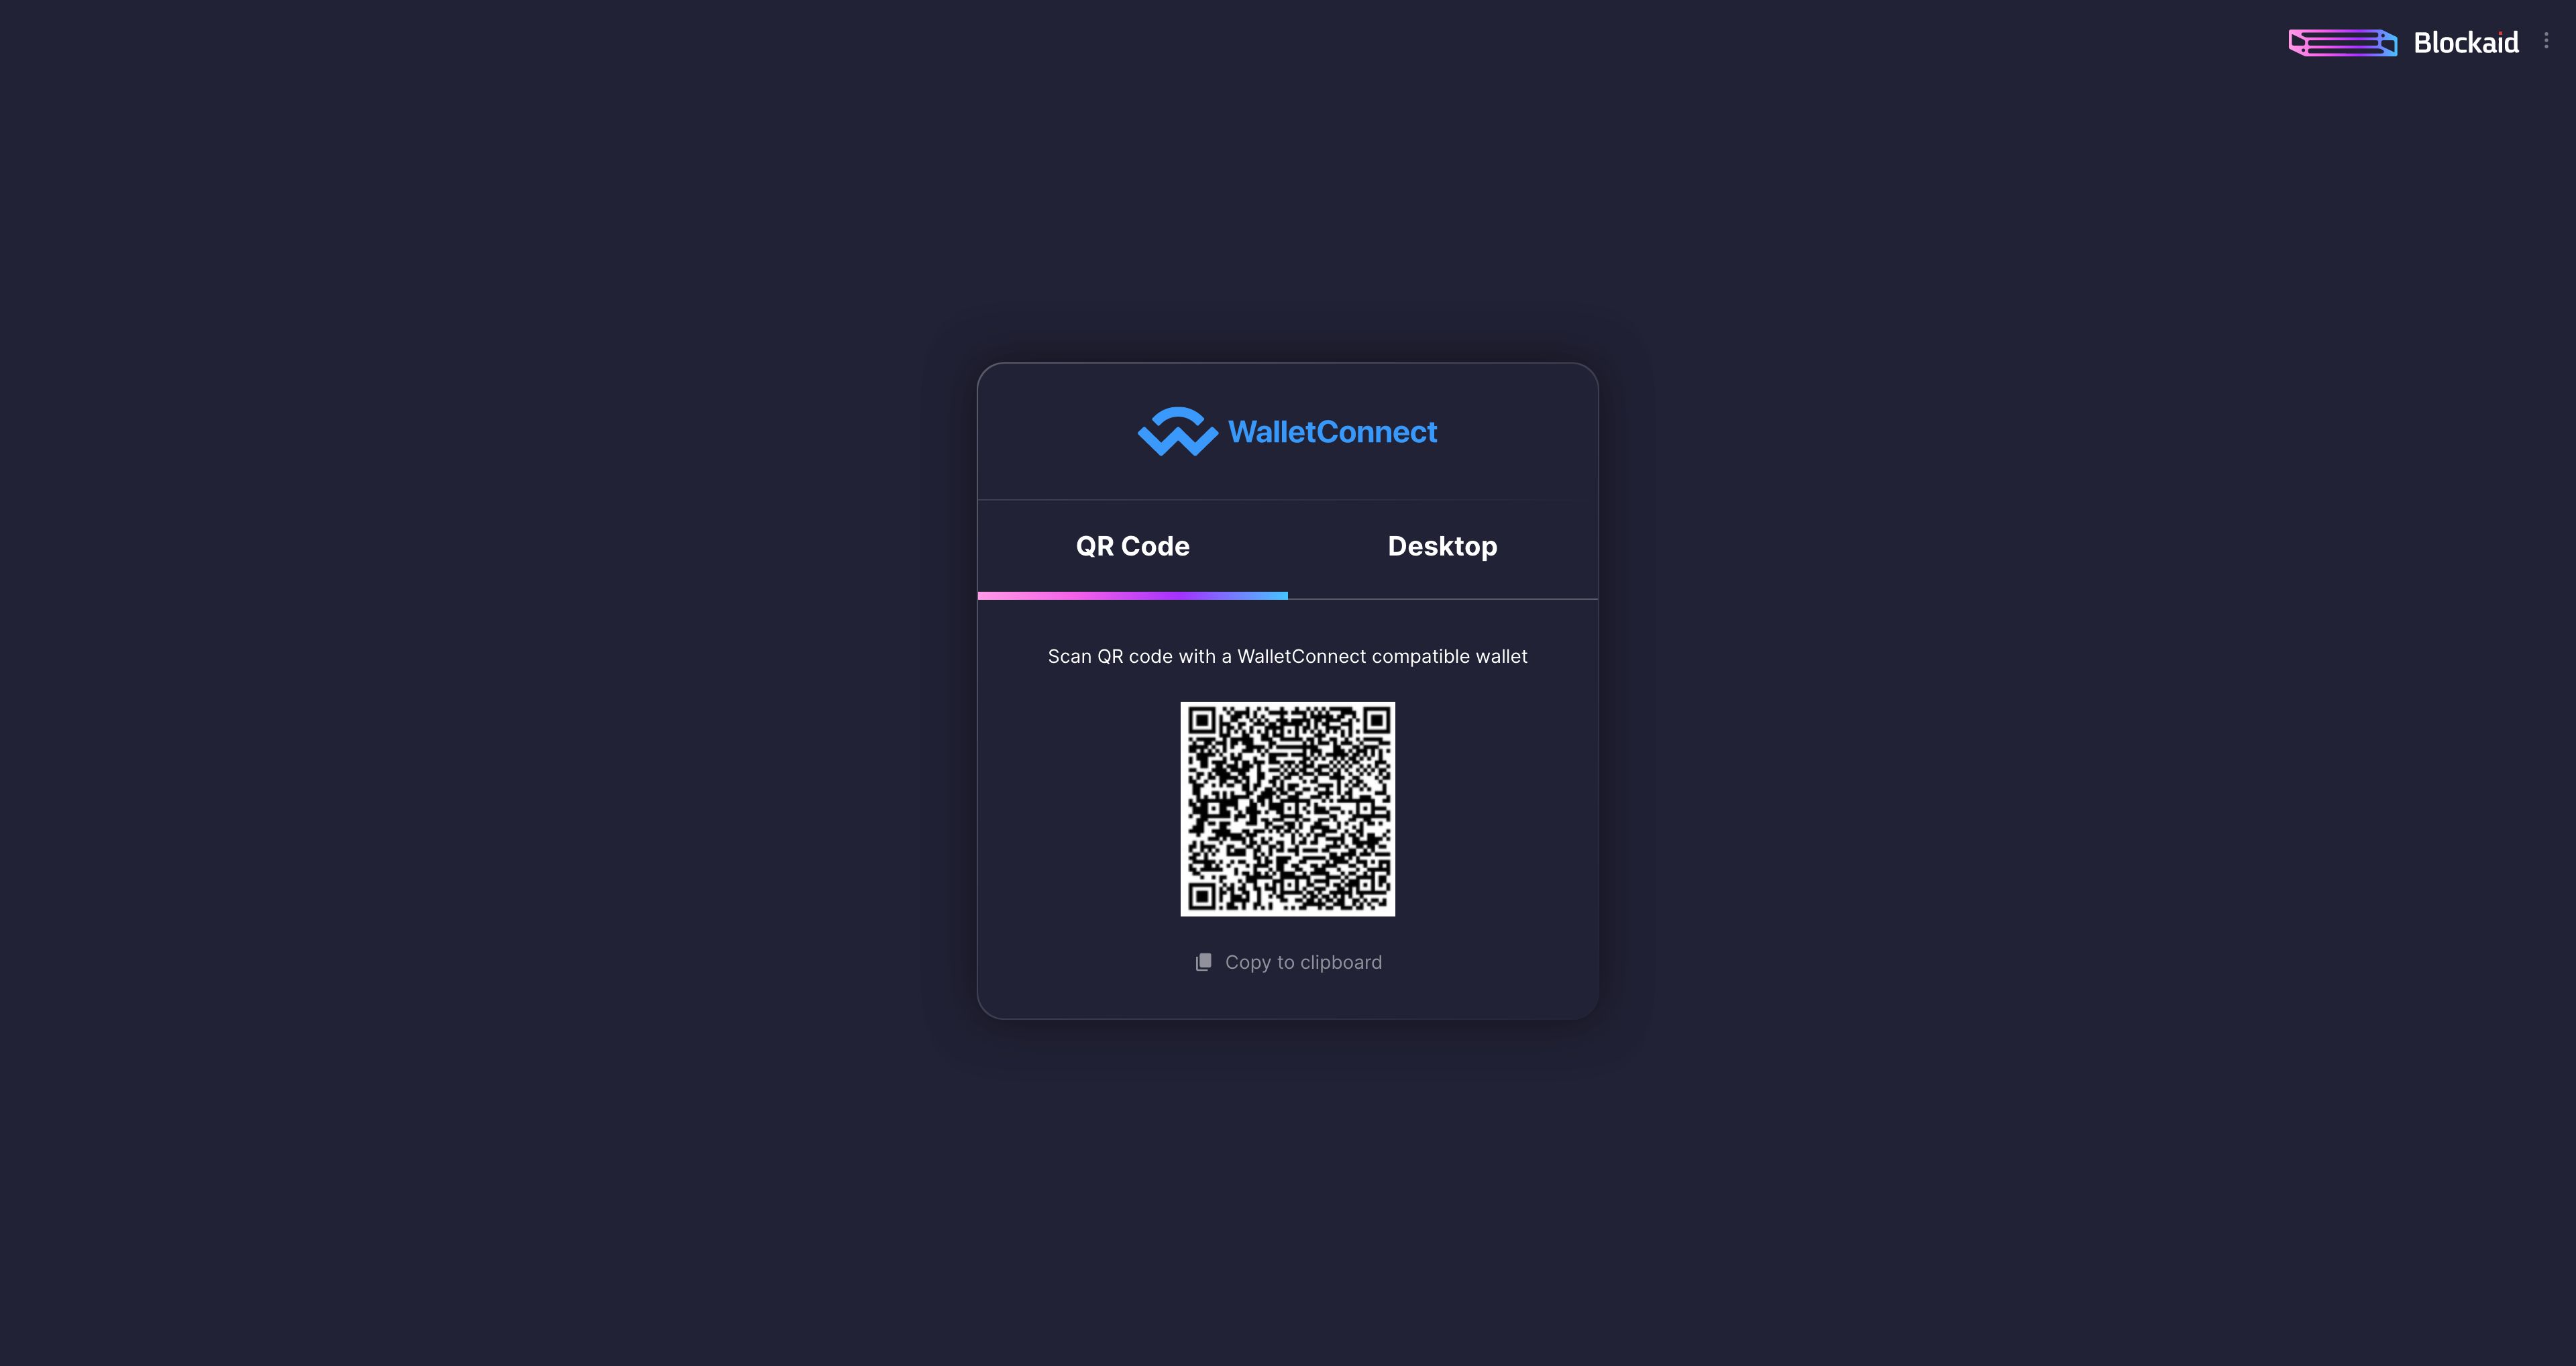 Blockaid
WalletConnect
QR Code
Desktop
Scan QR code with a WalletConnect compatible wallet
Copy to clipboard